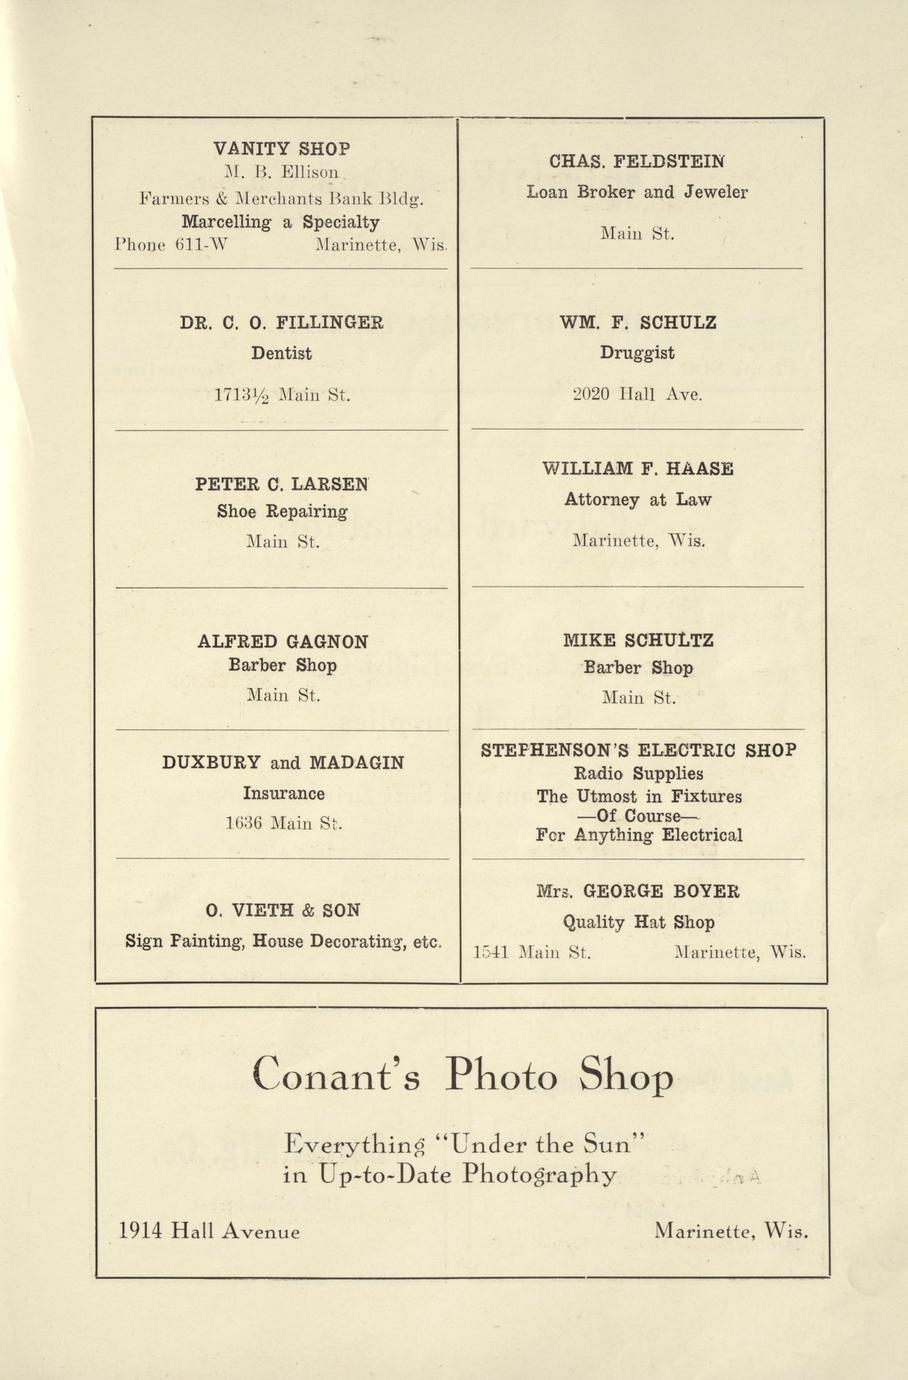 VANITY SHOP
M. B. Ellison
Farmers & Merchants Bank Bldg.
Marcelling a Specialty
Phone 611-W Marinette, Wis.
DR. C. O. FILLINGER
Dentist
1713½ Main St.
PETER C. LARSEN
Shoe Repairing
Main St.
ALFRED GAGNON
Barber Shop
Main St.
DUXBURY and MADAGIN
Insurance
1636 Main St.
O. VIETH & SON
Sign Painting, House Decorating, etc.
CHAS. FELDSTEIN
Loan Broker and Jeweler
Main St.
WM. F. SCHULZ
Druggist
2020 Hall Ave.
WILLIAM F. HAASE
Attorney at Law
Marinette, Wis.
MIKE SCHULTZ
Barber Shop
Main St.
STEPHENSON'S ELECTRIC SHOP
Radio Supplies
The Utmost in Fixtures
—Of Course—
For Anything Electrical
Mrs. GEORGE BOYER
Quality Hat Shop
1541 Main St. Marinette, Wis.
Conant's Photo Shop
Everything "Under the Sun"
in Up-to-Date Photography
1914 Hall Avenue Marinette, Wis.